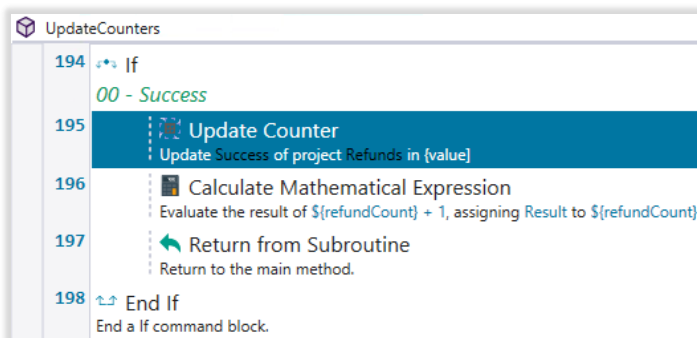 UpdateCounters
194 If
00 - Success
195 Update Counter
Update Success of project Refunds in {value]
196 Calculate Mathematical Expression
Evaluate the result of ${refundCount} + 1, assigning Result to ${refundCount}
197 Return from Subroutine
Return to the main method.
198 End If
End a If command block.